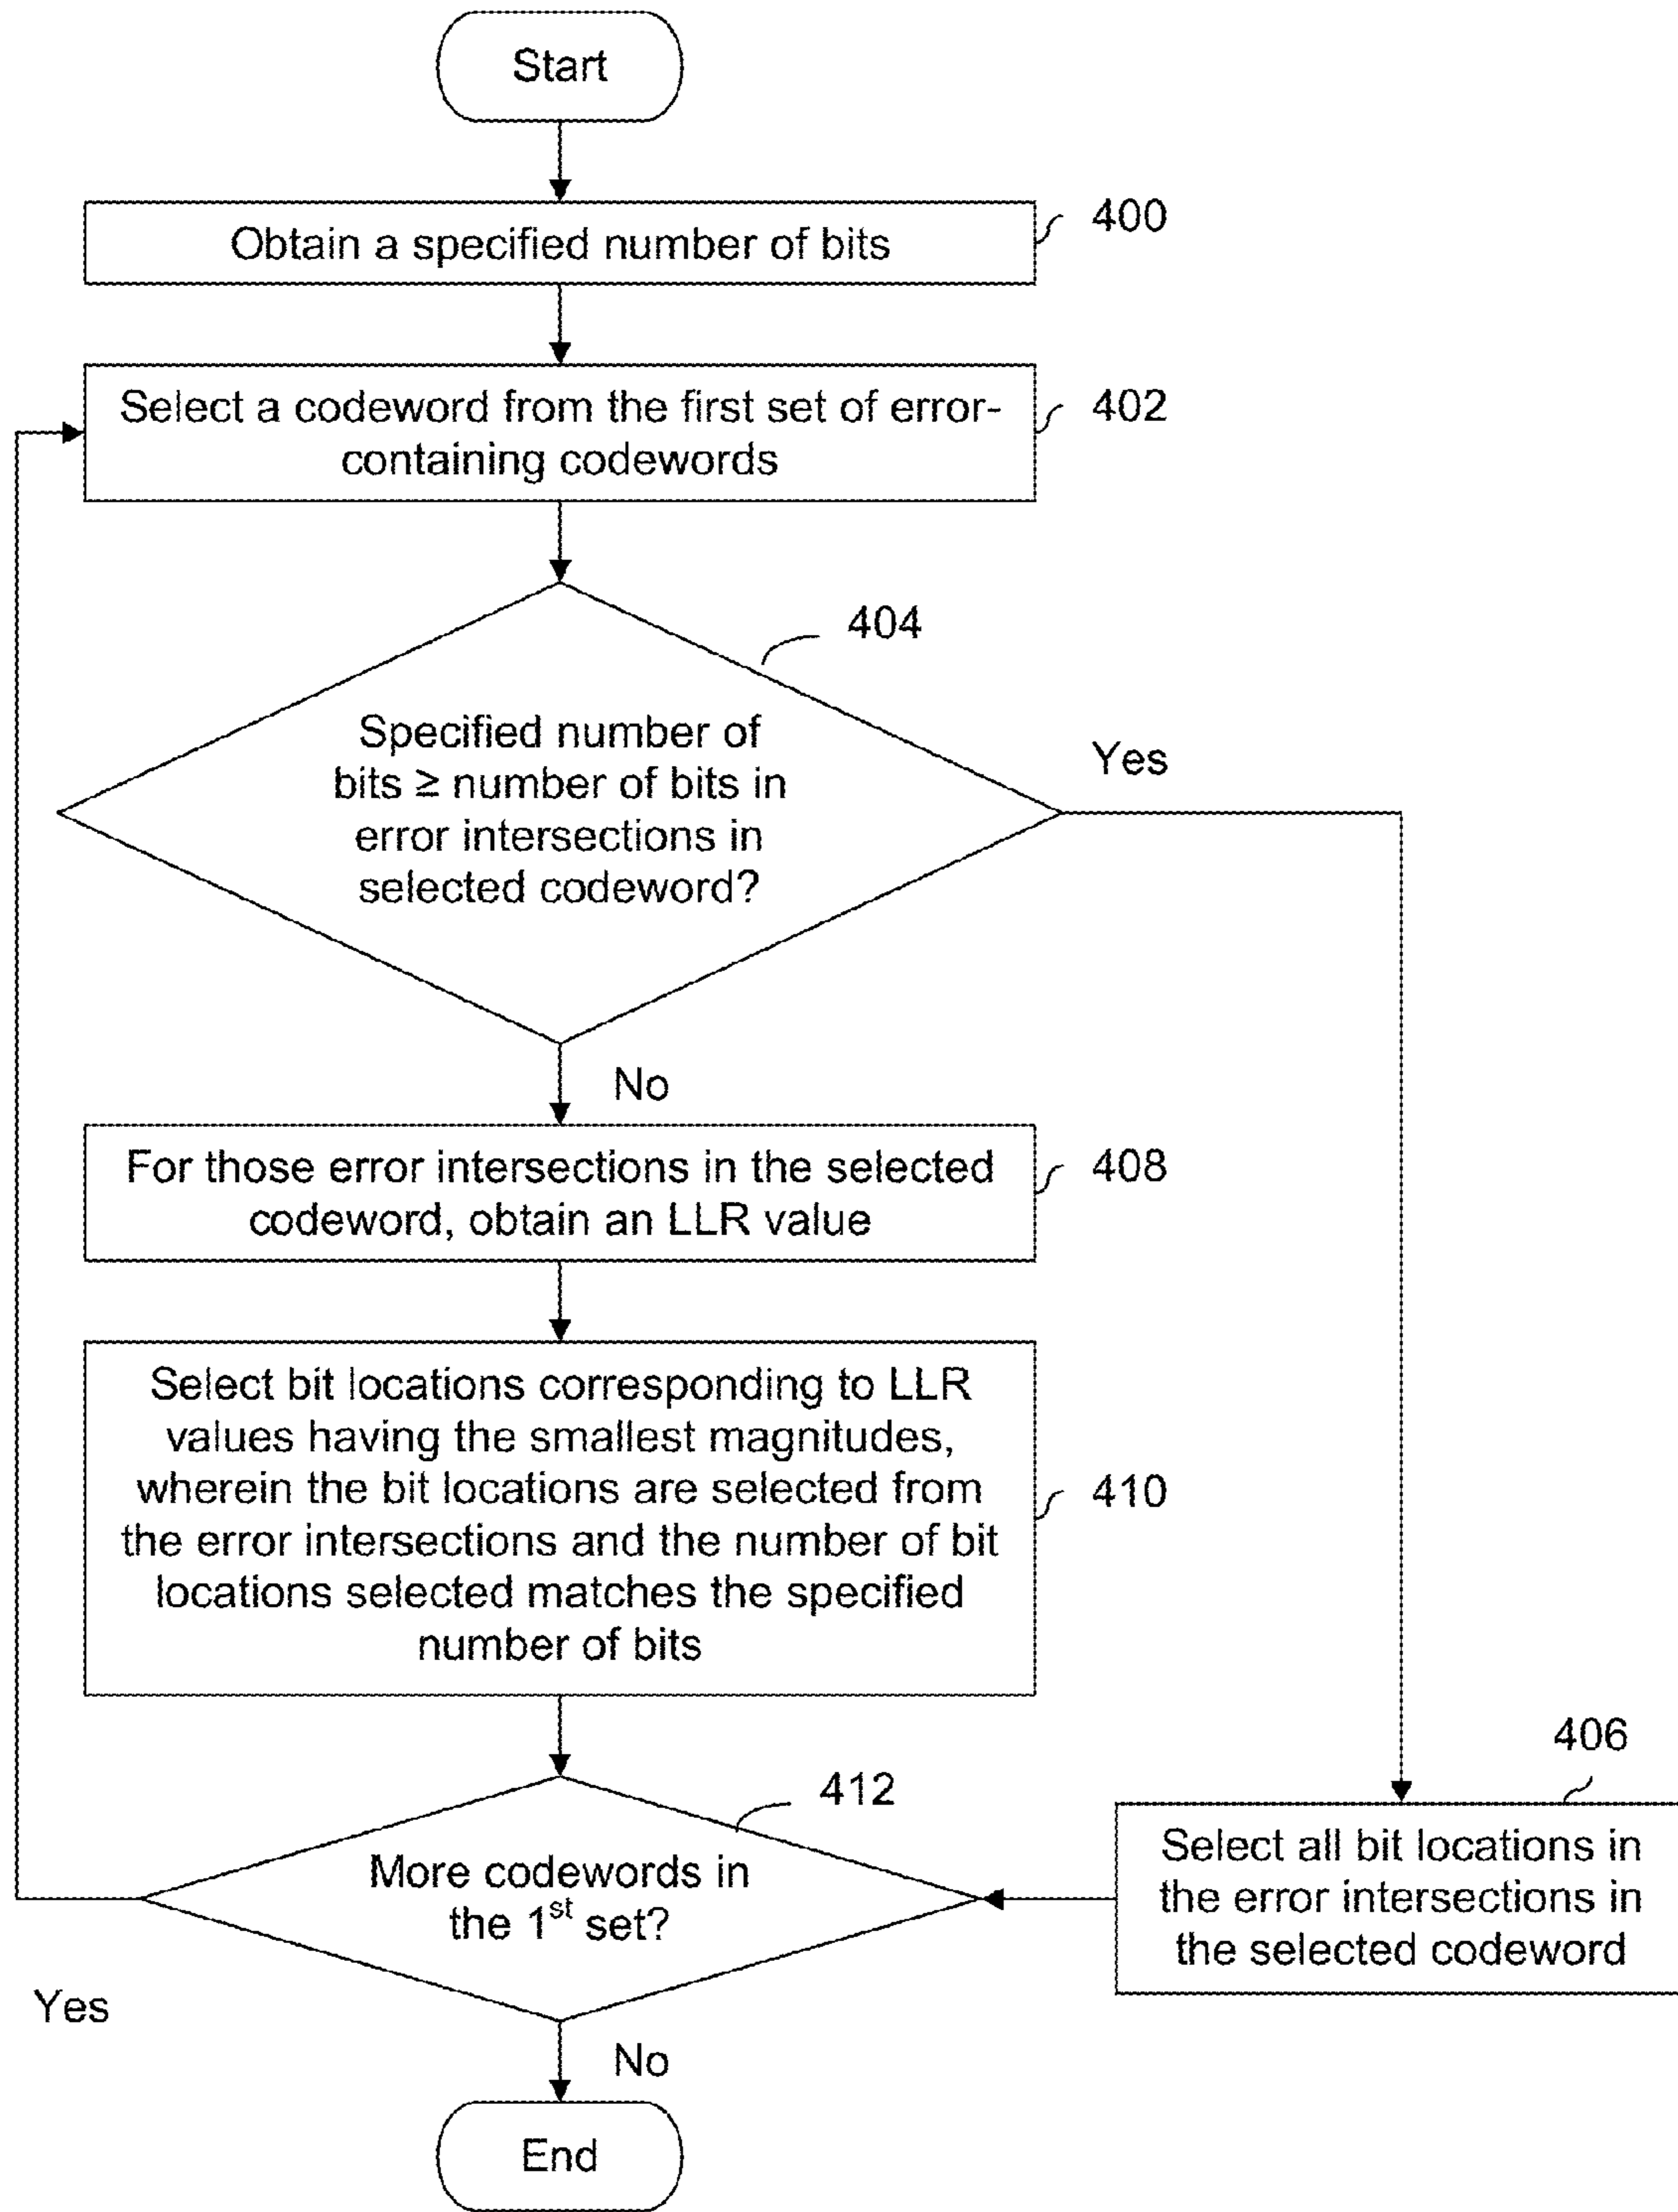 Start
Obtain a specified number of bits
400
Select a codeword from the first set of error-
containing codewords
402
404
Specified number of
bits ≥ number of bits in
error intersections in
selected codeword?
Yes
No
For those error intersections in the selected
codeword, obtain an LLR value
408
Select bit locations corresponding to LLR
values having the smallest magnitudes,
wherein the bit locations are selected from
the error intersections and the number of bit
locations selected matches the specified
number of bits
410
406
Select all bit locations in
the error intersections in
the selected codeword
412
More codewords in
the 1st set?
Yes
No
End